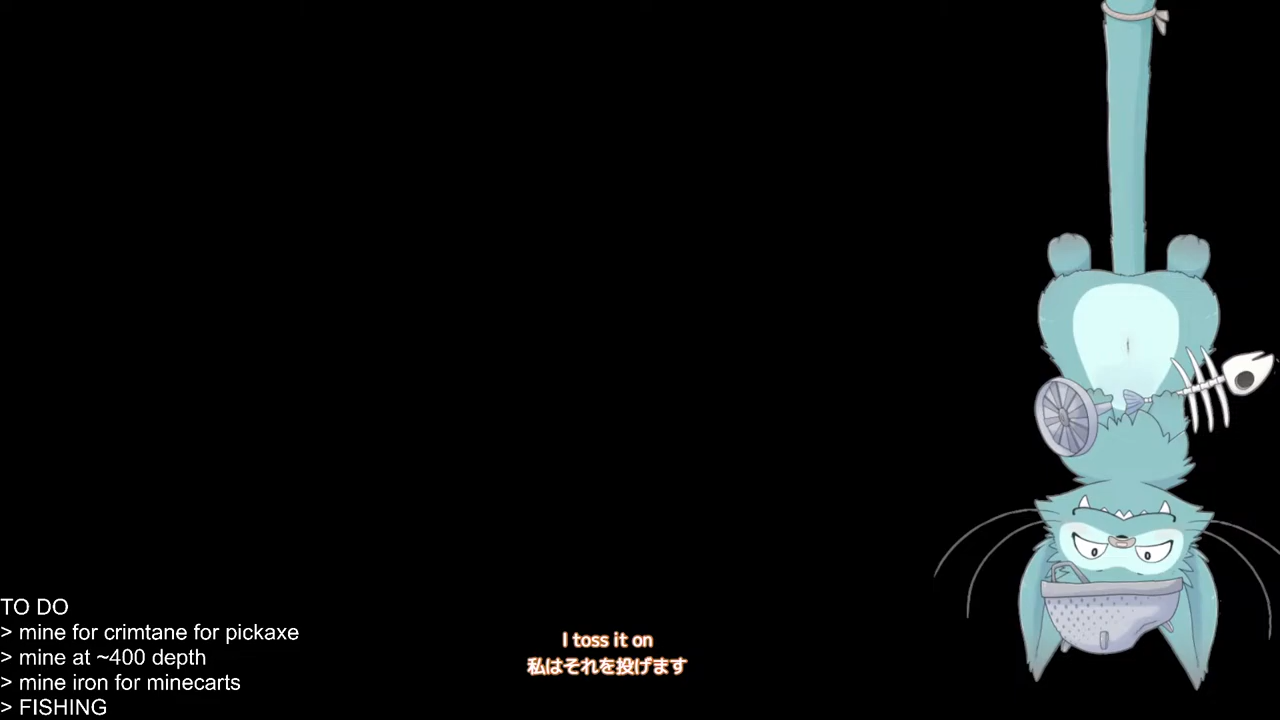 TO DO
> mine for crimtane for pickaxe
> mine at ~400 depth
> mine iron for minecarts
> FISHING
I toss it on
私はそれを投げます